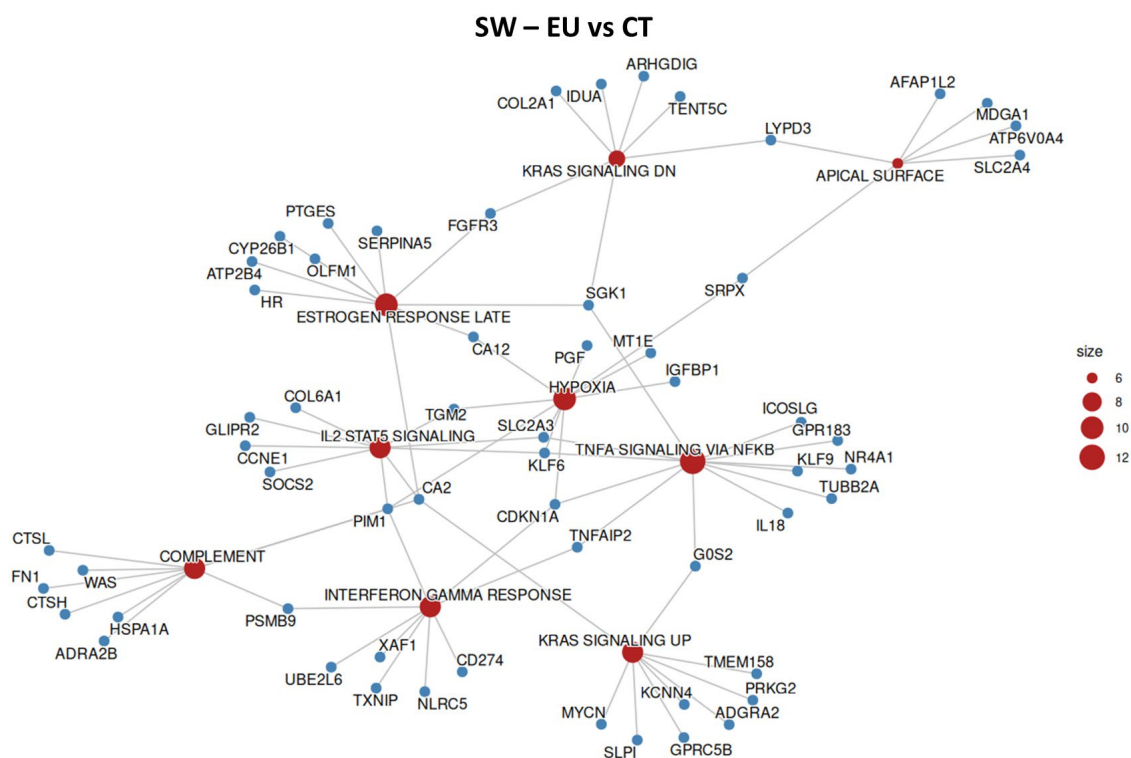 SW – EU vs CT
ARHGDIG
AFAP1L2
COL2A1
IDUA
TENT5C
MDGA1
LYPD3
ATP6V0A4
KRAS SIGNALING DN
APICAL SURFACE
SLC2A4
PTGES
FGFR3
CYP26B1
SERPINA5
ATP2B4
OLFM1
HR
SGK1
SRPX
ESTROGEN RESPONSE LATE
CA12
PGF
MT1E
IGFBP1
size
6
8
10
12
HYPOXIA
COL6A1
TGM2
ICOSLG
GLIPR2
IL2 STAT5 SIGNALING
SLC2A3
GPR183
TNFA SIGNALING VIA NFKB
CCNE1
KLF6
KLF9
NR4A1
SOCS2
CA2
TUBB2A
PIM1
CDKN1A
IL18
CTSL
TNFAIP2
COMPLEMENT
G0S2
FN1
WAS
CTSH
INTERFERON GAMMA RESPONSE
PSMB9
HSPA1A
KRAS SIGNALING UP
ADRA2B
XAF1
CD274
TMEM158
UBE2L6
KCNN4
PRKG2
TXNIP
NLRC5
MYCN
ADGRA2
SLPI
GPRC5B